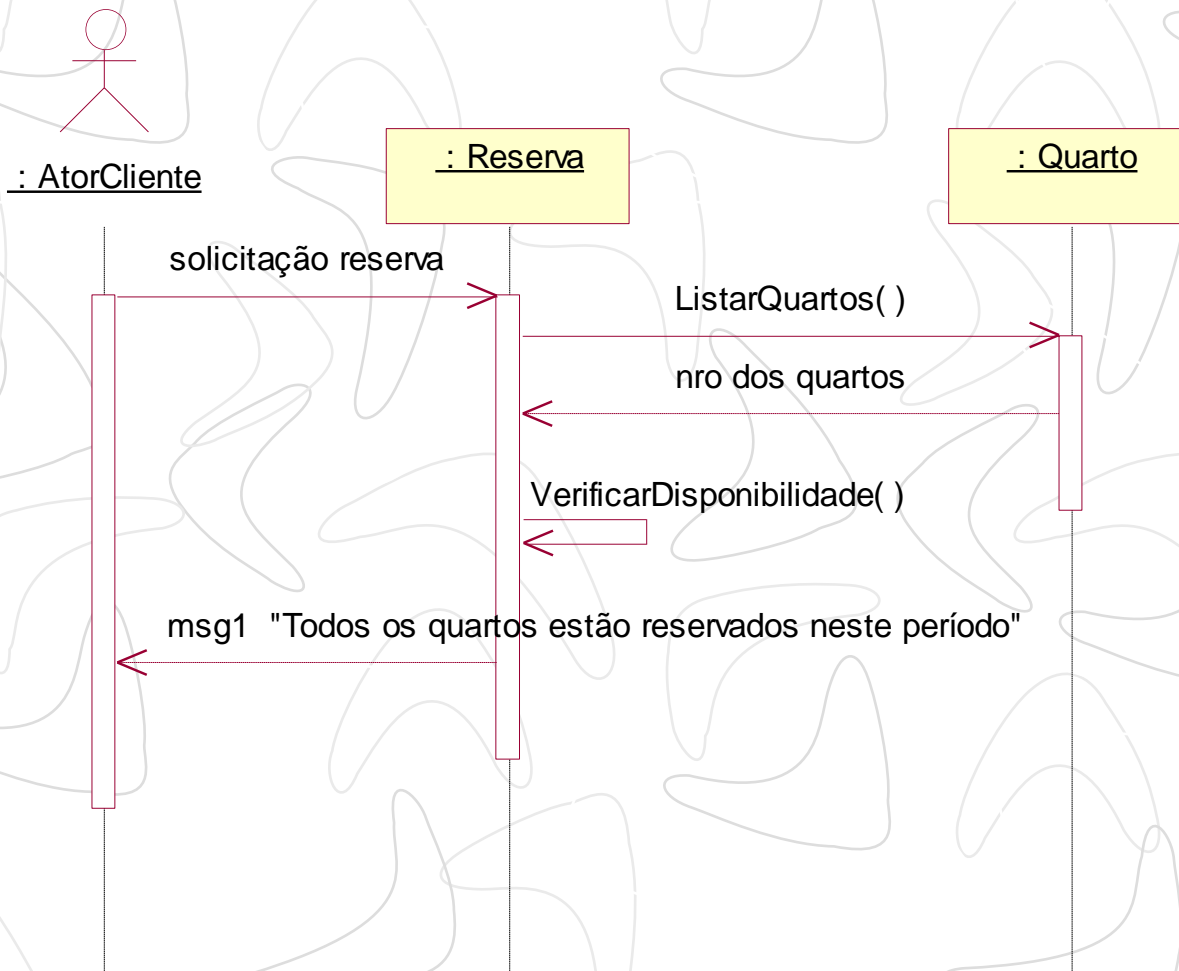 : AtorCliente
: Reserva
: Quarto
solicitação reserva
ListarQuartos( )
nro dos quartos
VerificarDisponibilidade( )
msg1 "Todos os quartos estão reservados neste período"